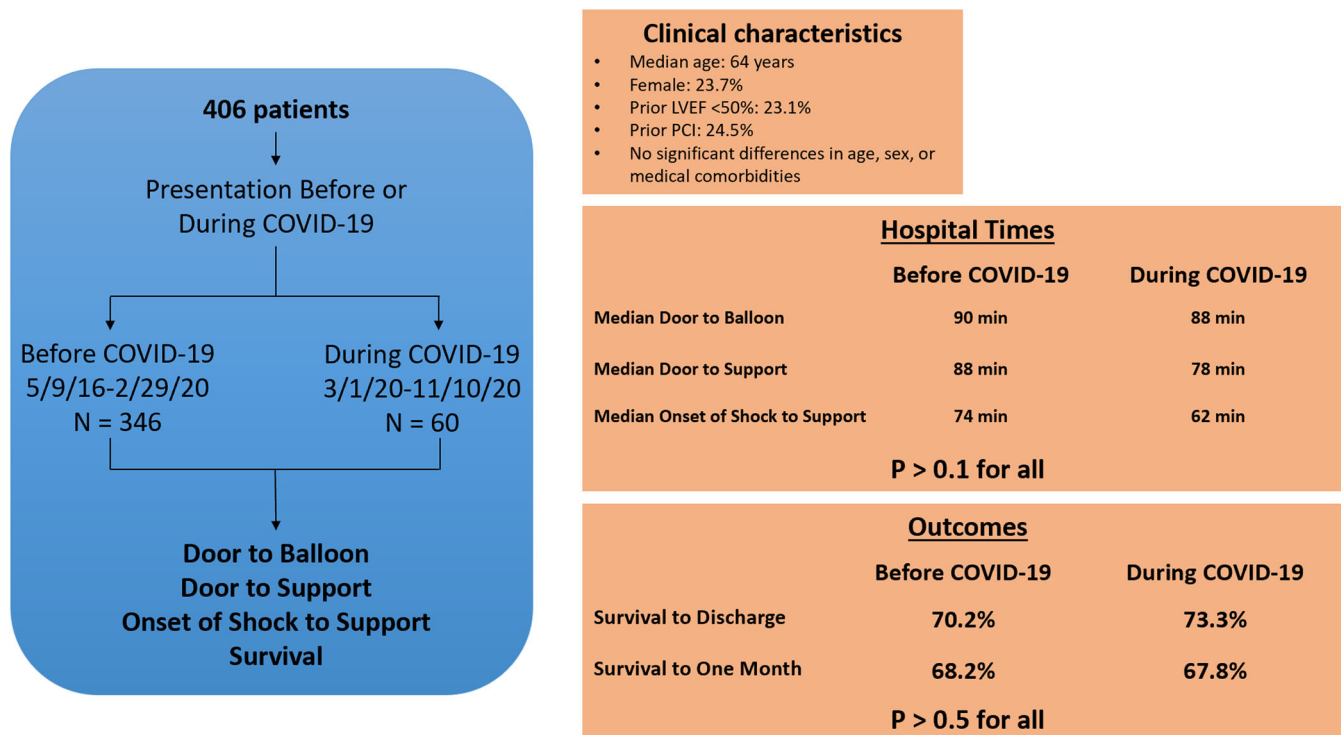 406 patients
Presentation Before or
During COVID-19
Before COVID-19
5/9/16-2/29/20
N = 346
During COVID-19
3/1/20-11/10/20
N = 60
Door to Balloon
Door to Support
Onset of Shock to Support
Survival
Clinical characteristics
• Median age: 64 years
• Female: 23.7%
• Prior LVEF <50%: 23.1%
• Prior PCI: 24.5%
• No significant differences in age, sex, or
medical comorbidities
Hospital Times
Before COVID-19 During COVID-19
Median Door to Balloon 90 min 88 min
Median Door to Support 88 min 78 min
Median Onset of Shock to Support 74 min 62 min
P > 0.1 for all
Outcomes
Before COVID-19 During COVID-19
Survival to Discharge 70.2% 73.3%
Survival to One Month 68.2% 67.8%
P > 0.5 for all